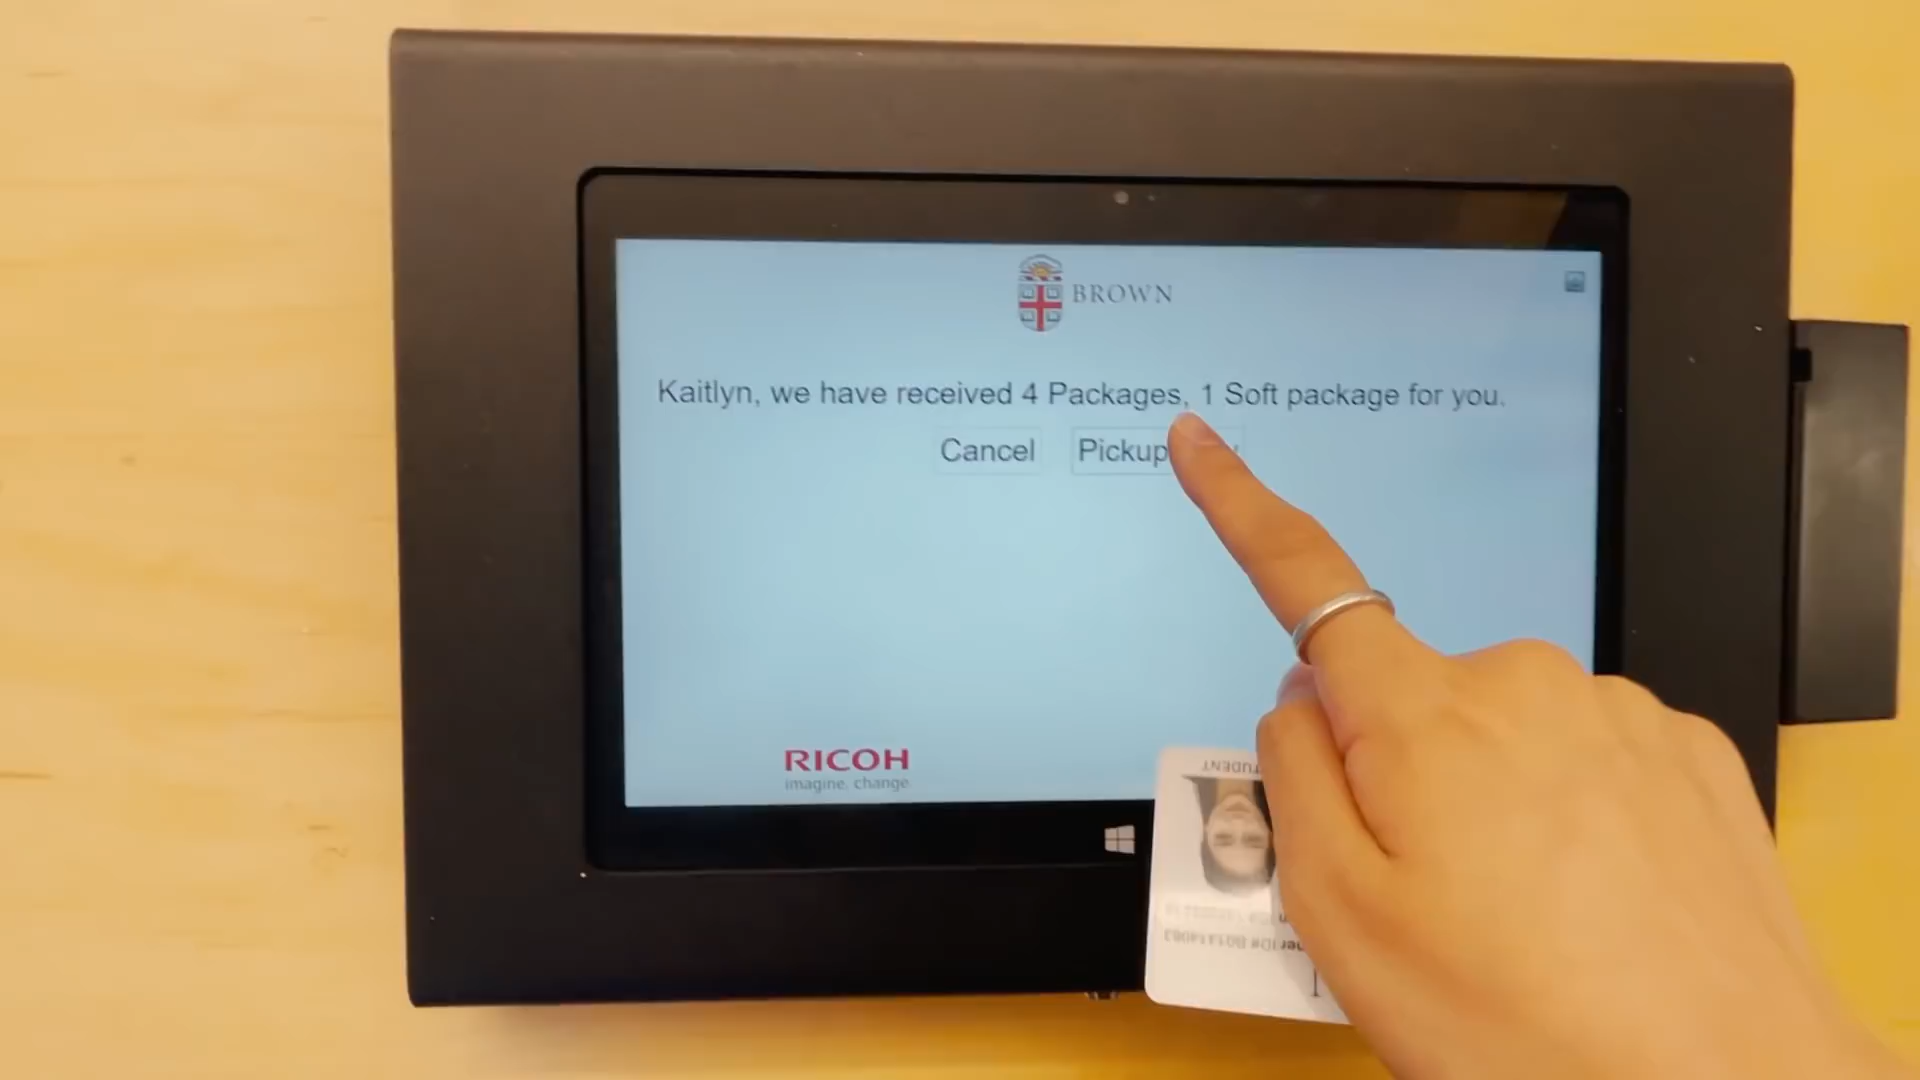 BROWN
Kaitlyn, we have received 4 Packages, 1 Soft package for you.
Cancel
Pickup
RICOH
imagine. change